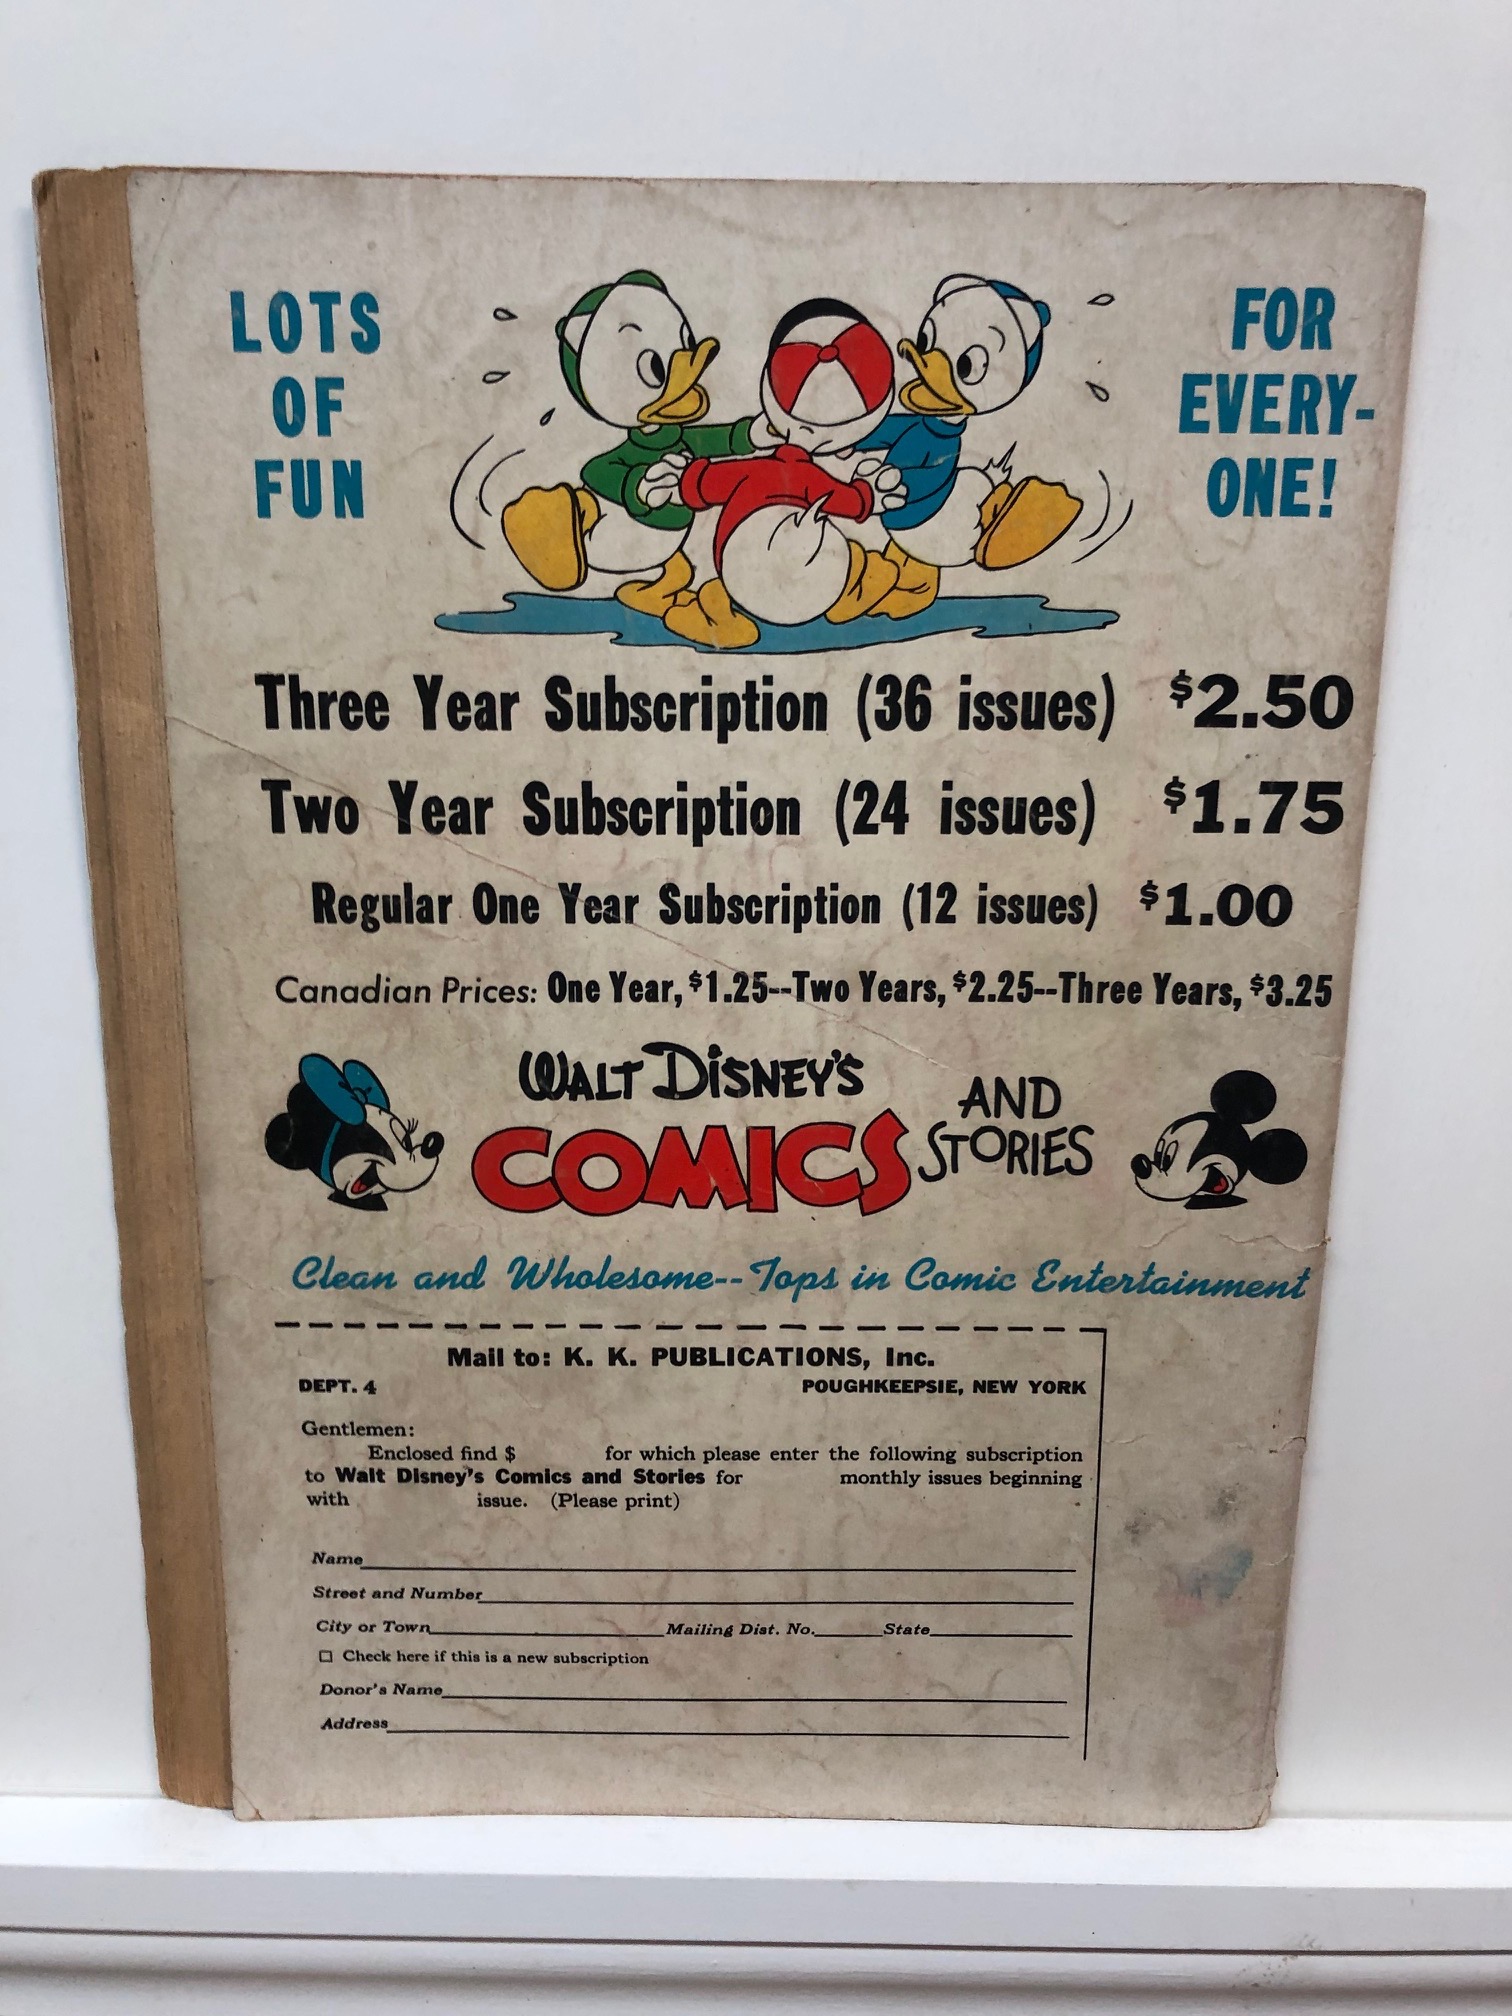 LOTS
OF
FUN
FOR
EVERY-
ONE!
Three Year Subscription (36 issues) $2.50
Two Year Subscription (24 issues) $1.75
Regular One Year Subscription (12 issues) $1.00
Canadian Prices: One Year, $1.25--Two Years, $2.25--Three Years, $3.25
WALT DISNEY'S
COMICS AND
STORIES
Clean and Wholesome--Tops in Comic Entertainment
Mail to: K. K. PUBLICATIONS, Inc.
DEPT. 4 POUGHKEEPSIE, NEW YORK
Gentlemen:
Enclosed find $ for which please enter the following subscription
to Walt Disney's Comics and Stories for monthly issues beginning
with issue. (Please print)
Name
Street and Number
City or Town Mailing Dist. No. State
☐ Check here if this is a new subscription
Donor's Name
Address